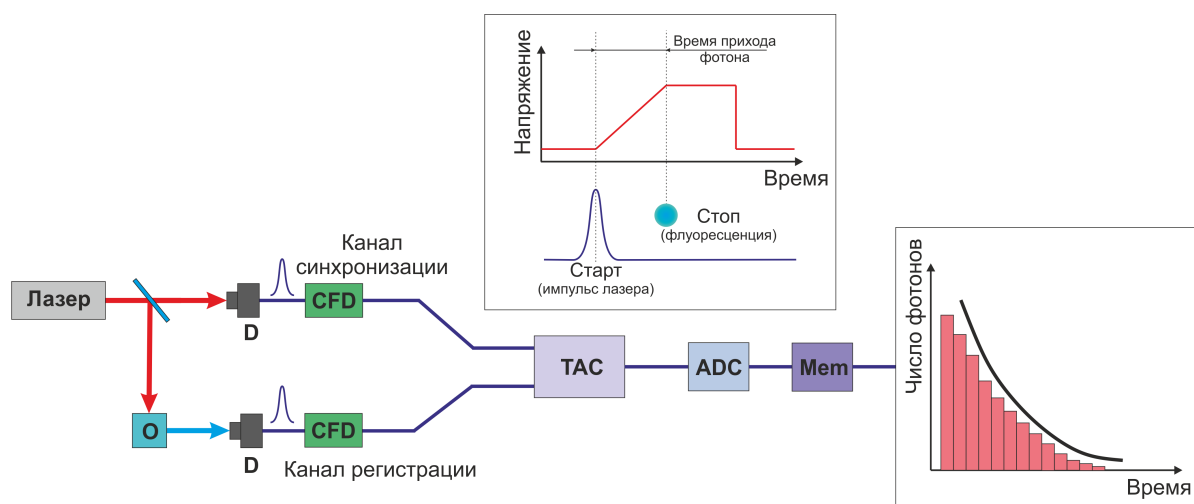 Время прихода
фотона
Напряжение
Время
Стоп
(флуоресценция)
Старт
(импульс лазера)
Канал
синхронизации
Лазер
D
CFD
TAC
ADC
Mem
O
D
CFD
Канал регистрации
Число фотонов
Время